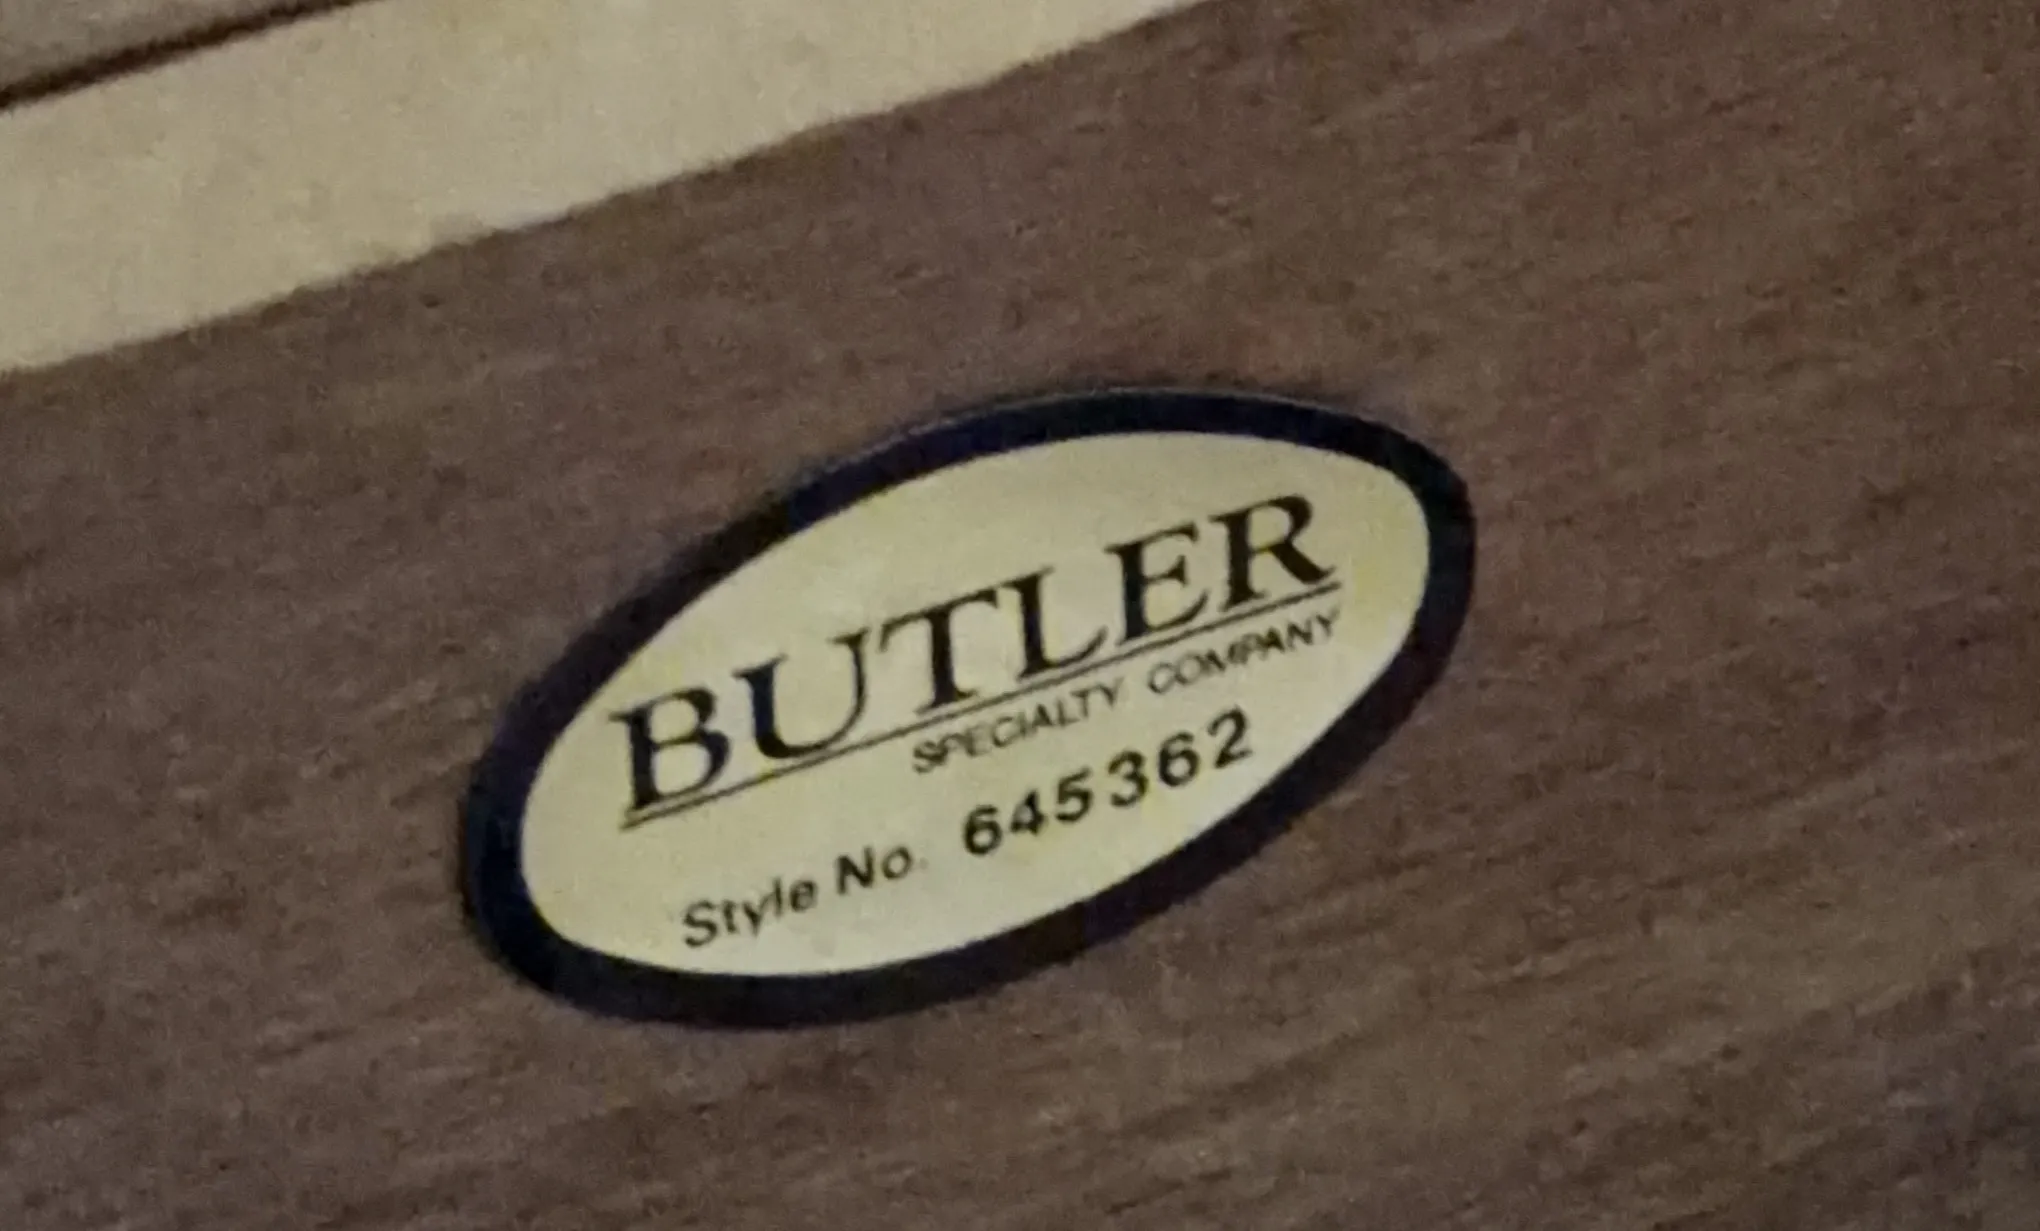 BUTLER
SPECIALTY COMPANY
Style No. 645362